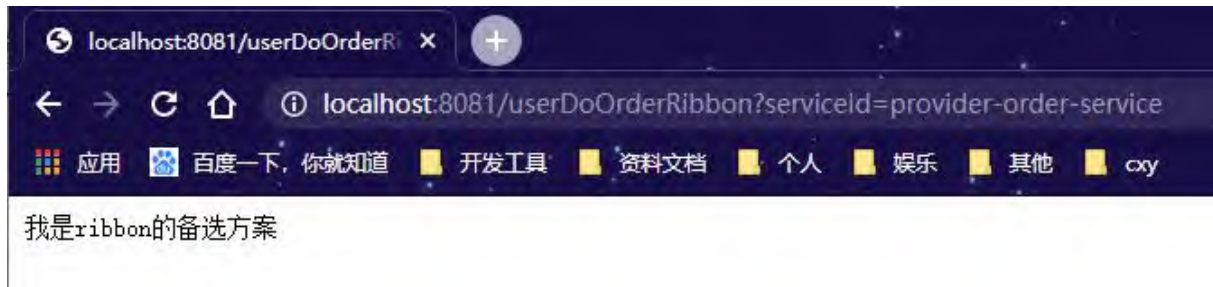 localhost:8081/userDoOrderRi
localhost:8081/userDoOrderRibbon?serviceId=provider-order-service
应用 百度一下，你就知道 开发工具 资料文档 个人 娱乐 其他 cxy
我是ribbon的备选方案